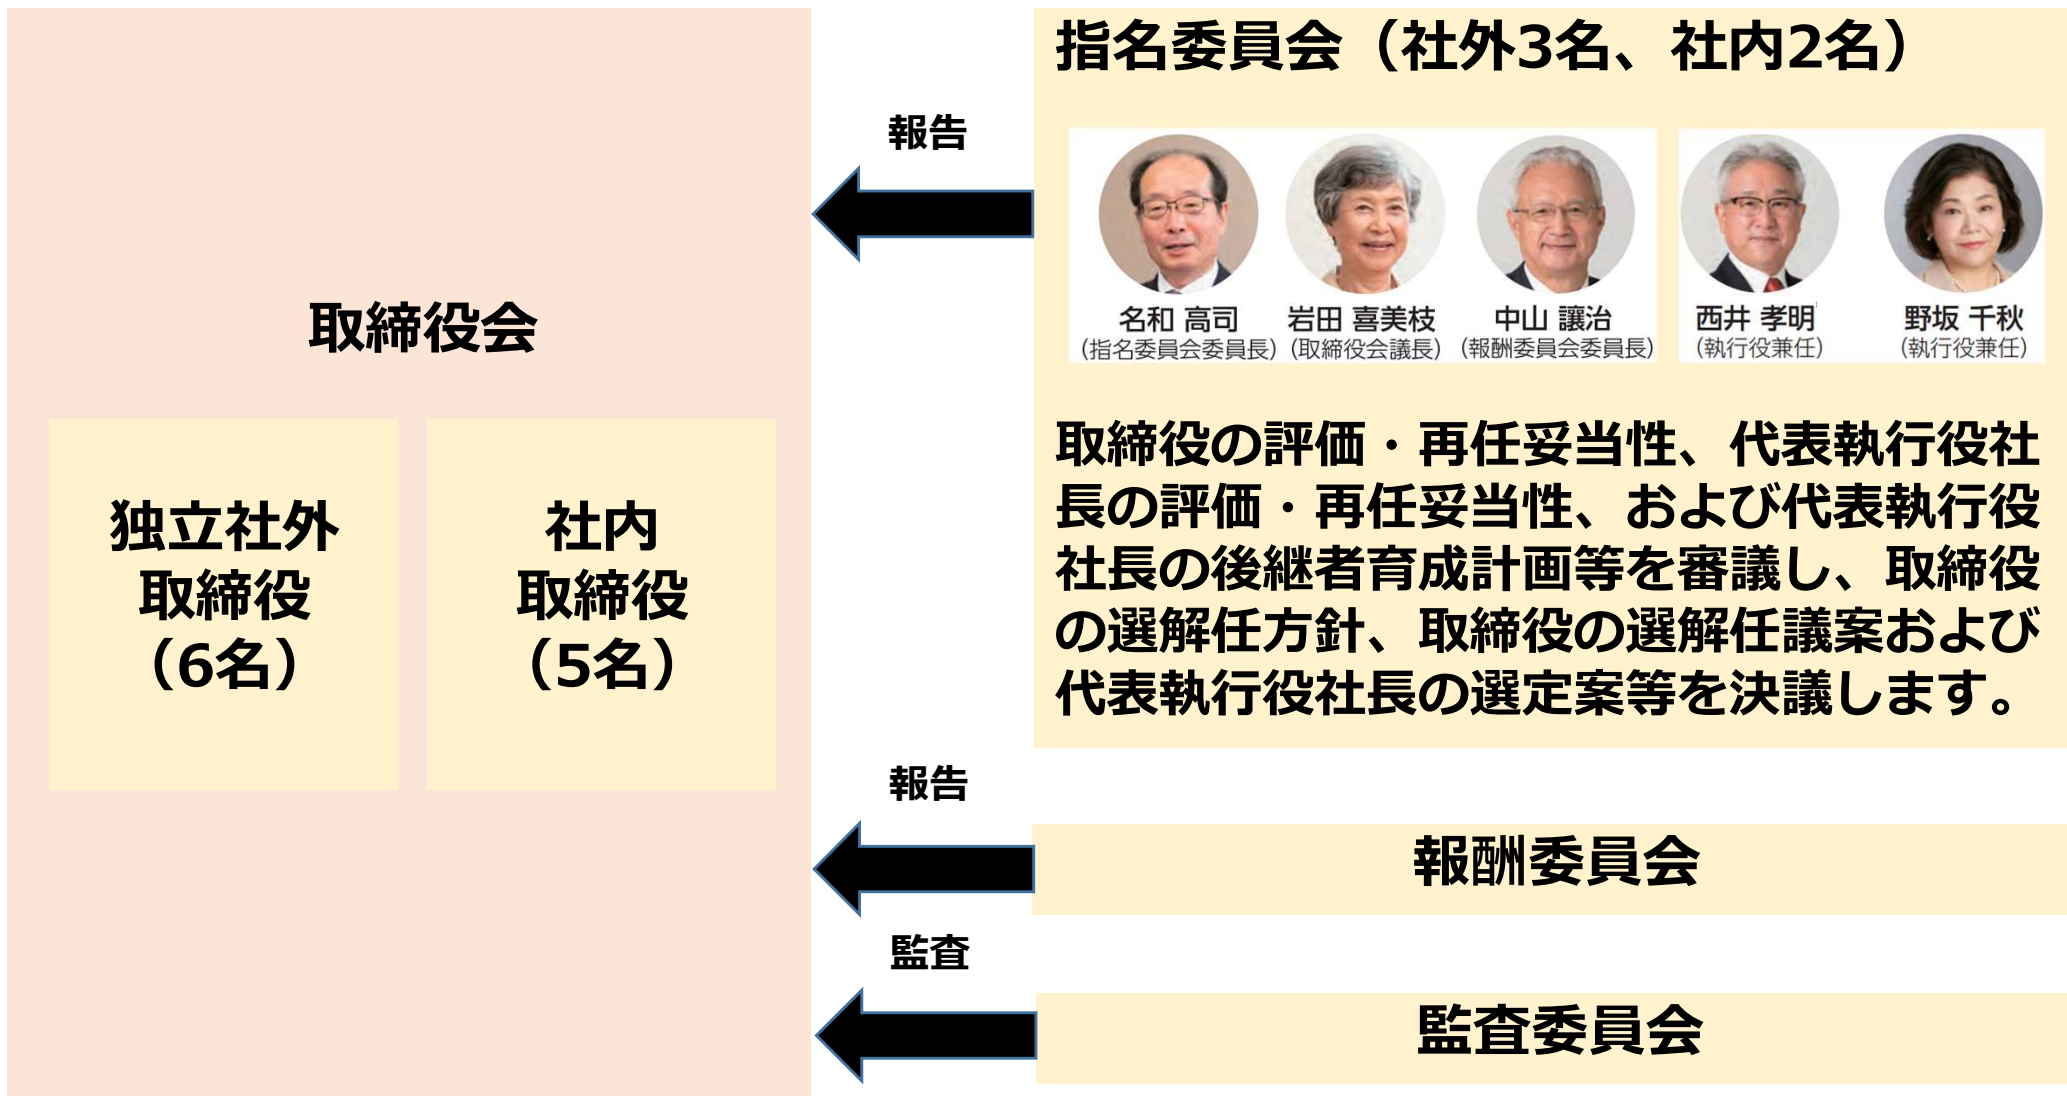 取締役会
独立社外
取締役
（6名）
社内
取締役
（5名）
報告
指名委員会（社外3名、社内2名）
名和 高司
（指名委員会委員長）
岩田 喜美枝
（取締役会議長）
中山 讓治
（報酬委員会委員長）
西井 孝明
（執行役兼任）
野坂 千秋
（執行役兼任）
取締役の評価・再任妥当性、代表執行役社
長の評価・再任妥当性、および代表執行役
社長の後継者育成計画等を審議し、取締役
の選解任方針、取締役の選解任議案および
代表執行役社長の選定案等を決議します。
報告
報酬委員会
監査
監査委員会